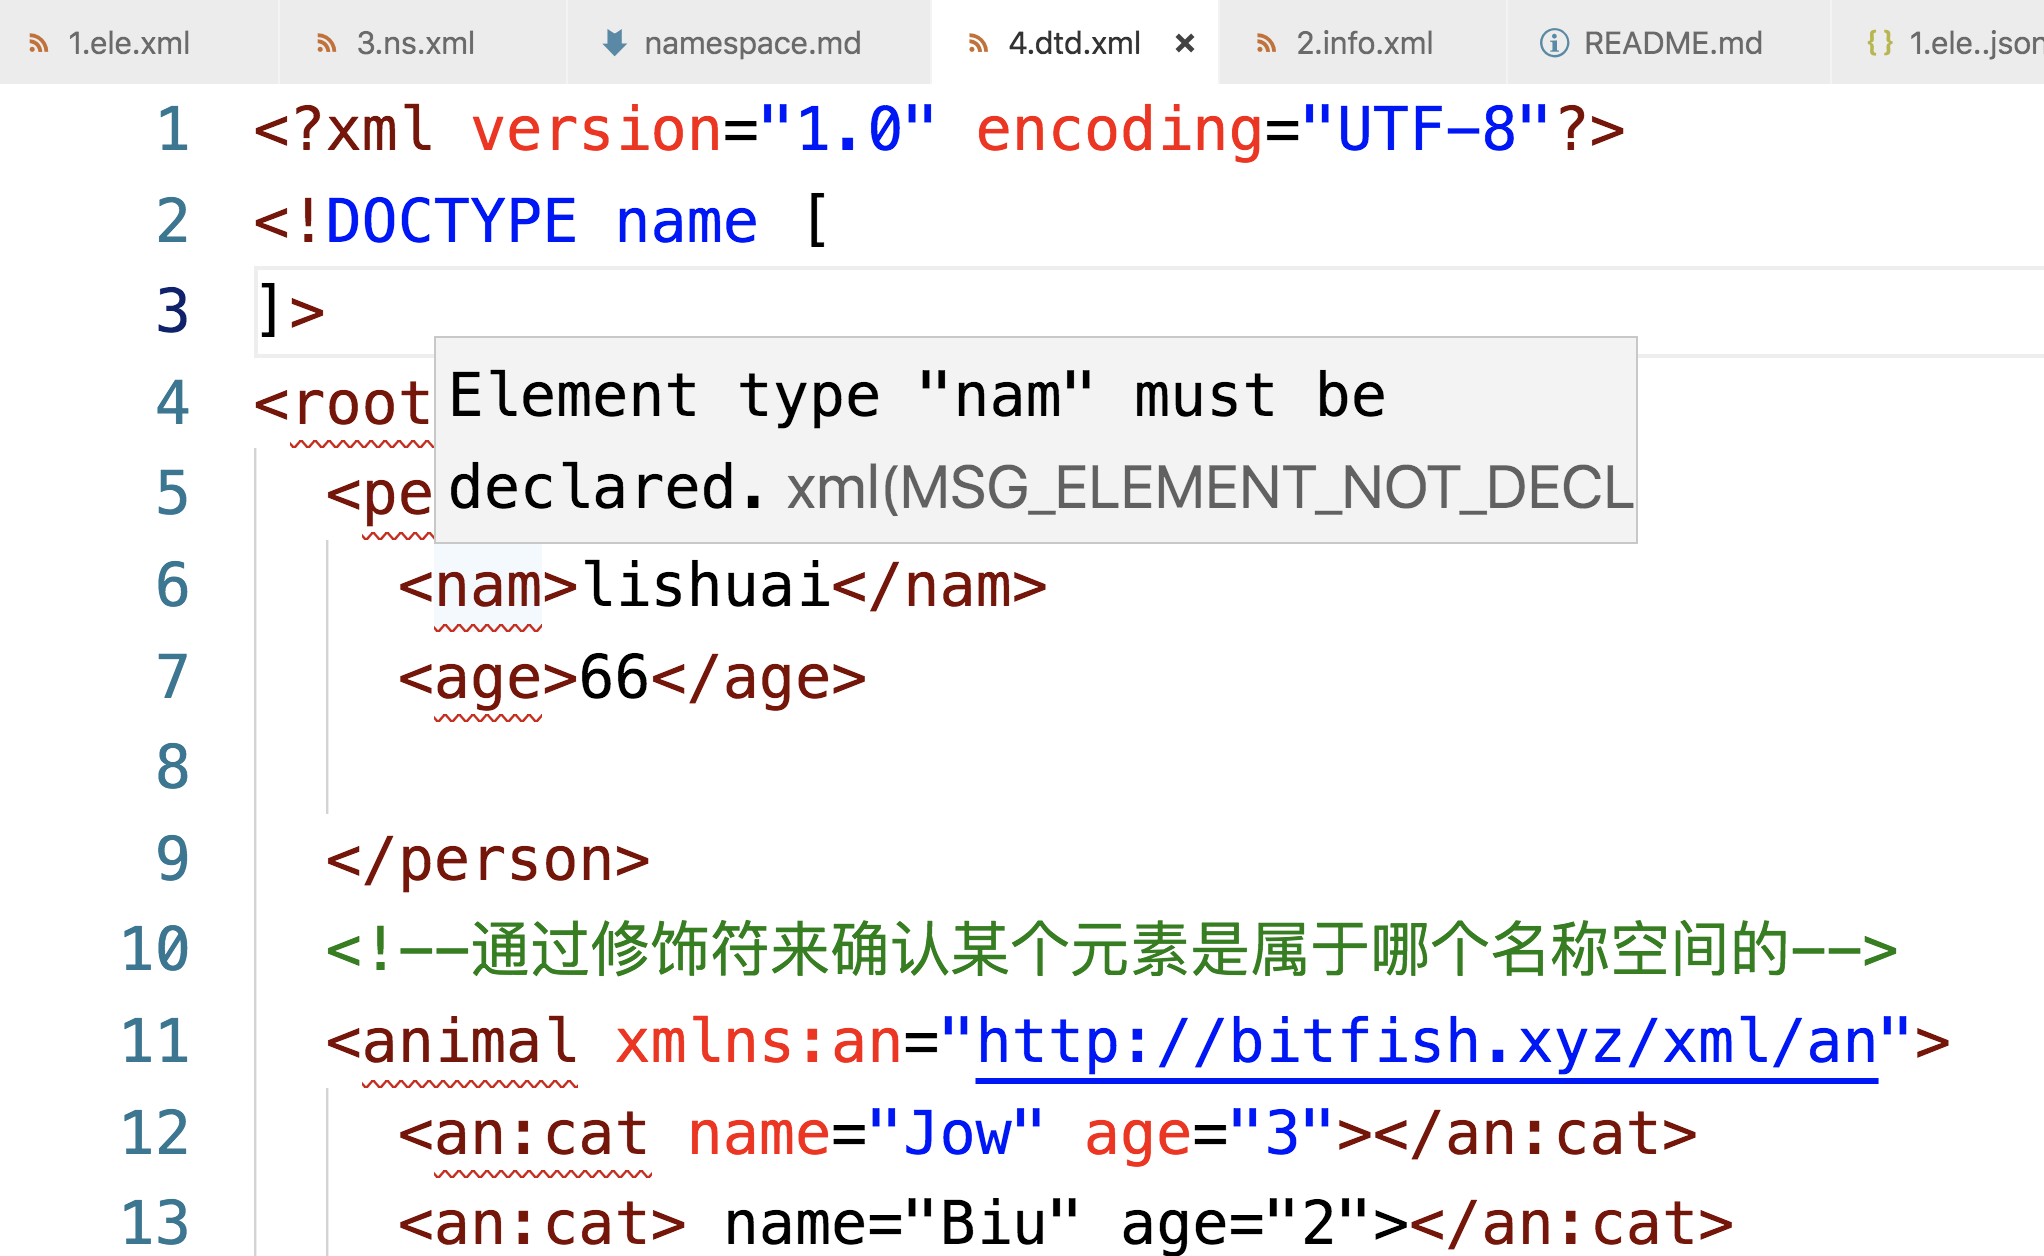 1.ele.xml 3.ns.xml namespace.md 4.dtd.xml 2.info.xml README.md 1.ele..json
1 <?xml version="1.0" encoding="UTF-8"?>
2 <!DOCTYPE name [
3 ]>
4 <root
Element type "nam" must be
declared. xml(MSG_ELEMENT_NOT_DECL
5 <pe
6 <nam>lishuai</nam>
7 <age>66</age>
8
9 </person>
10 <!--通过修饰符来确认某个元素是属于哪个名称空间的-->
11 <animal xmlns:an="http://bitfish.xyz/xml/an">
12 <an:cat name="Jow" age="3"></an:cat>
13 <an:cat> name="Biu" age="2"></an:cat>